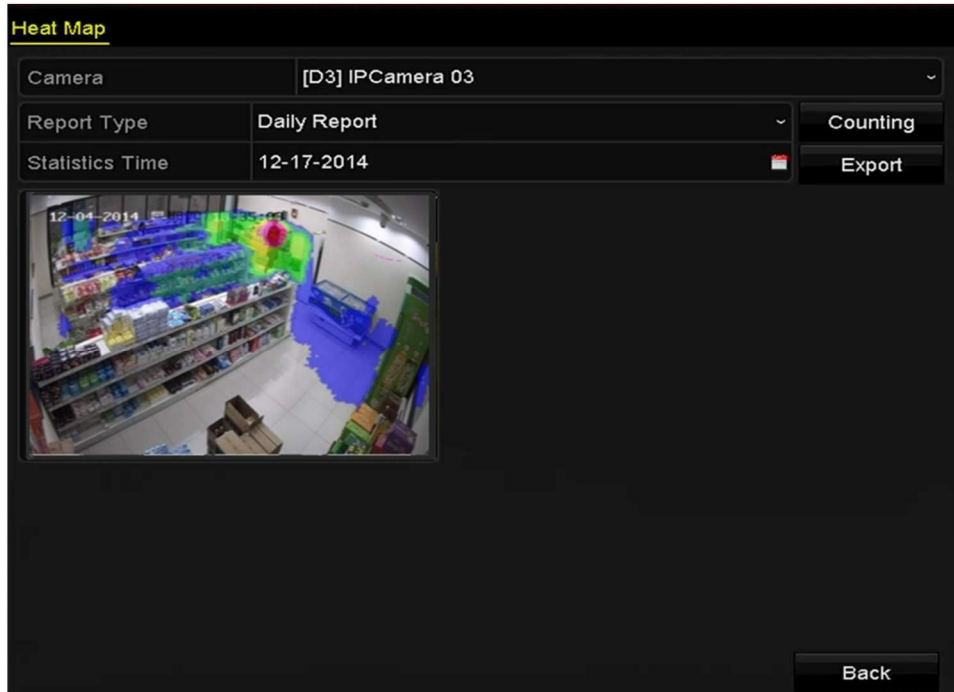 Heat Map
Camera [D3] IPCamera 03
Report Type Daily Report Counting
Statistics Time 12-17-2014 Export
12-04-2014
Back